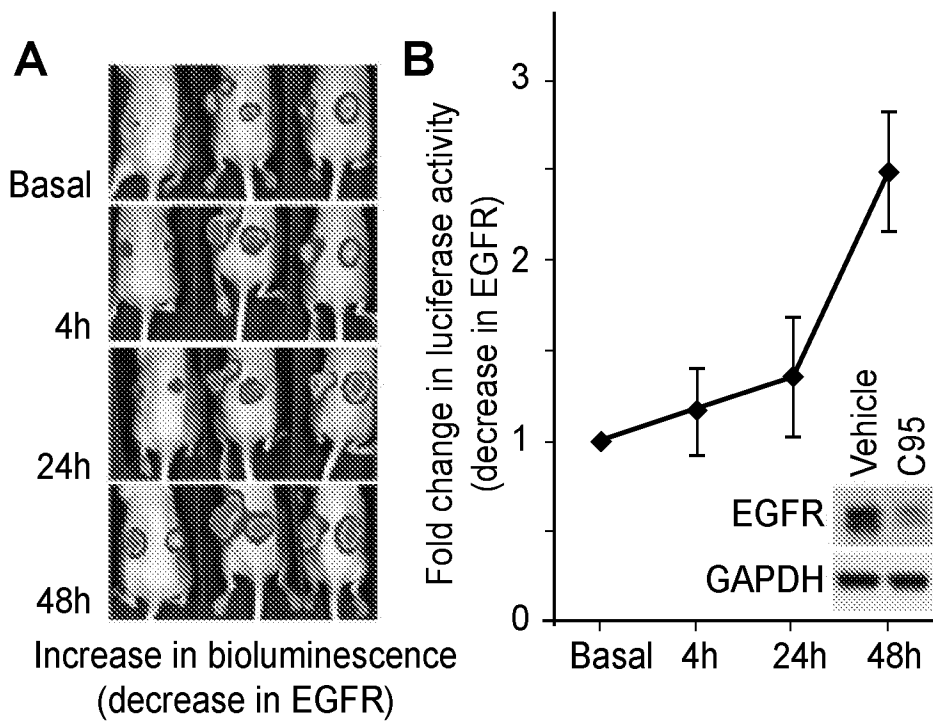 A
Basal
4h
24h
48h
Increase in bioluminescence
(decrease in EGFR)
B
Fold change in luciferase activity
(decrease in EGFR)
3
2
1
0
Vehicle
C95
EGFR
GAPDH
Basal
4h
24h
48h